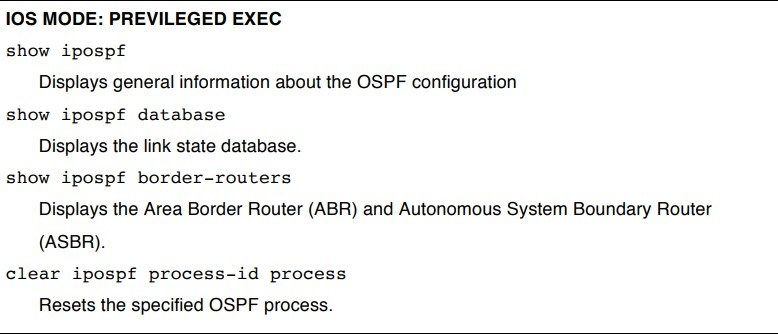 IOS MODE: PREVILEGED EXEC
show ipospf
Displays general information about the OSPF configuration
show ipospf database
Displays the link state database.
show ipospf border-routers
Displays the Area Border Router (ABR) and Autonomous System Boundary Router
(ASBR).
clear ipospf process-id process
Resets the specified OSPF process.